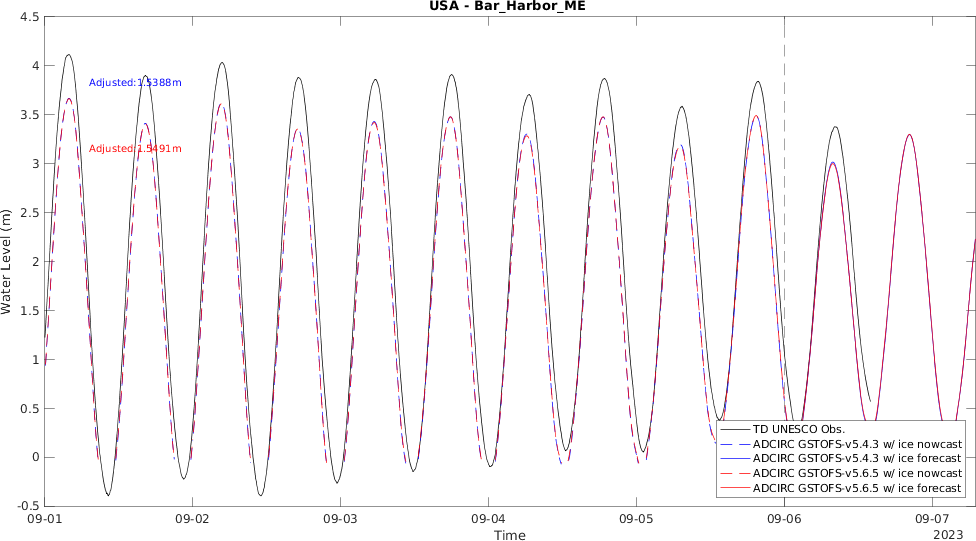 USA - Bar_Harbor_ME
4.5
4
3.5
3
2.5
2
1.5
1
0.5
0
-0.5
Water Level (m)
Adjusted:1.5388m
Adjusted:1.5491m
TD UNESCO Obs.
ADCIRC GSTOFS-v5.4.3 w/ ice nowcast
ADCIRC GSTOFS-v5.4.3 w/ ice forecast
ADCIRC GSTOFS-v5.6.5 w/ ice nowcast
ADCIRC GSTOFS-v5.6.5 w/ ice forecast
09-01 09-02 09-03 09-04 09-05 09-06 09-07
Time
2023